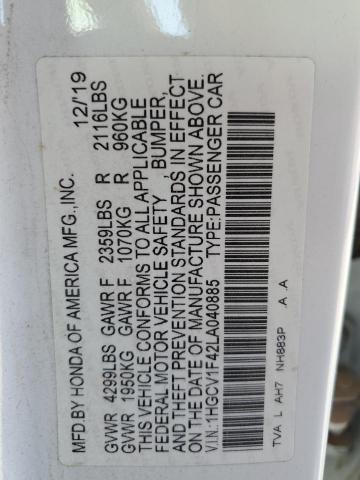 MFD.BY HONDA OF AMERICA MFG.,INC. 12/19
GVWR 4299LBS GAWR F 2359LBS R 2116LBS
GVWR 1950KG GAWR F 1070KG R 960KG
THIS VEHICLE CONFORMS TO ALL APPLICABLE
FEDERAL MOTOR VEHICLE SAFETY, BUMPER,
AND THEFT PREVENTION STANDARDS IN EFFECT
ON THE DATE OF MANUFACTURE SHOWN ABOVE.
V.I.N.:1HGCV1F42LA040885 TYPE:PASSENGER CAR
TVA L AH7 NH883P .A .A